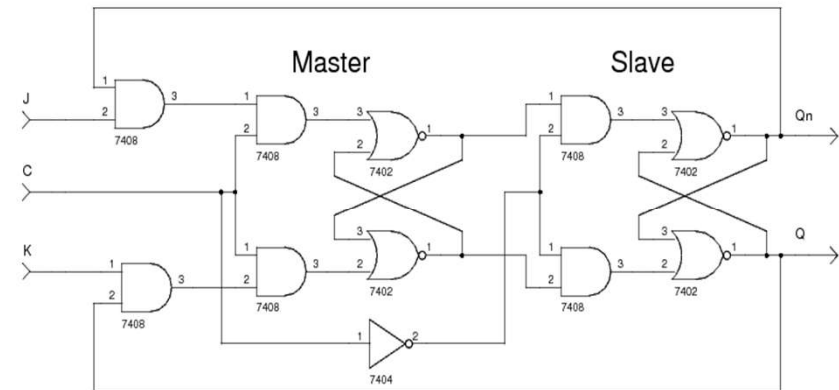 Master Slave
J 1 2 3 7408 1 2 3 7408 3 2 1 7402 1 2 3 7408 3 2 1 7402 Qn
C
K 1 2 3 7408 1 2 3 7408 3 2 1 7402 1 2 3 7408 3 2 1 7402 Q
1 2 7404